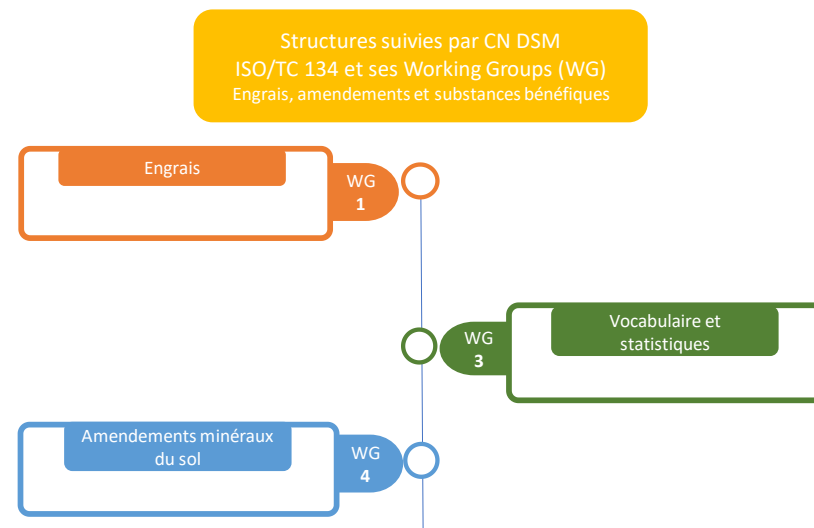 Structures suivies par CN DSM
ISO/TC 134 et ses Working Groups (WG)
Engrais, amendements et substances bénéfiques
Engrais
WG
1
Vocabulaire et
statistiques
WG
3
Amendements minéraux
du sol
WG
4